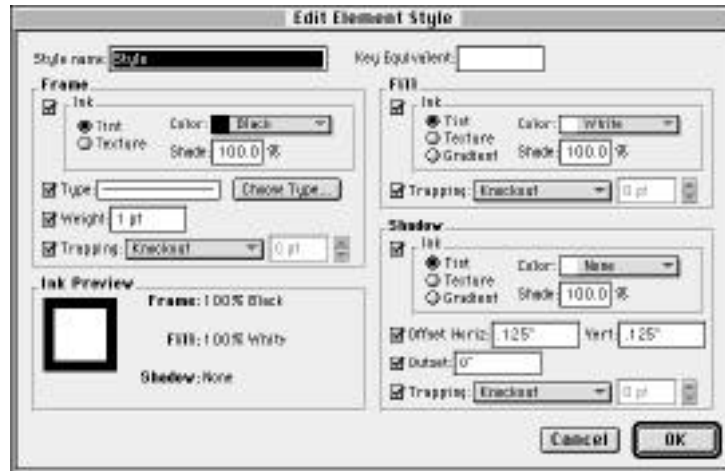 Edit Element Style
Style name: Style
Key Equivalent:
Frame
Ink
Tint
Texture
Color: Black
Shade: 100.0 %
Type:
Choose Type...
Weight: 1 pt
Trapping: Knockout 0 pt
Ink Preview
Frame: 100% Black
Fill: 100% White
Shadow: None
Fill
Ink
Tint
Texture
Gradient
Color: White
Shade: 100.0 %
Trapping: Knockout 0 pt
Shadow
Ink
Tint
Texture
Gradient
Color: None
Shade: 100.0 %
Offset Horiz: .125" Vert: .125"
Outset: 0"
Trapping: Knockout 0 pt
Cancel
OK